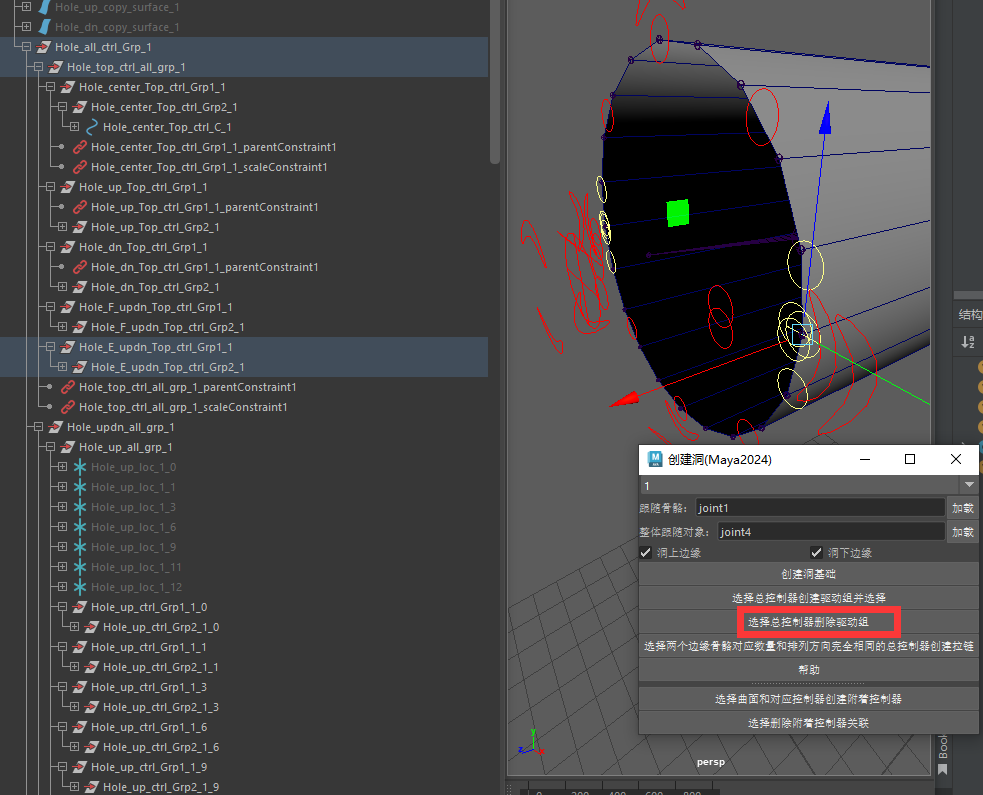 Hole_up_copy_surface_1
Hole_dn_copy_surface_1
Hole_all_ctrl_Grp_1
Hole_top_ctrl_all_grp_1
Hole_center_Top_ctrl_Grp1_1
Hole_center_Top_ctrl_Grp2_1
Hole_center_Top_ctrl_C_1
Hole_center_Top_ctrl_Grp1_1_parentConstraint1
Hole_center_Top_ctrl_Grp1_1_scaleConstraint1
Hole_up_Top_ctrl_Grp1_1
Hole_up_Top_ctrl_Grp1_1_parentConstraint1
Hole_up_Top_ctrl_Grp2_1
Hole_dn_Top_ctrl_Grp1_1
Hole_dn_Top_ctrl_Grp1_1_parentConstraint1
Hole_dn_Top_ctrl_Grp2_1
Hole_F_updn_Top_ctrl_Grp1_1
Hole_F_updn_Top_ctrl_Grp2_1
Hole_E_updn_Top_ctrl_Grp1_1
Hole_E_updn_Top_ctrl_Grp2_1
Hole_top_ctrl_all_grp_1_parentConstraint1
Hole_top_ctrl_all_grp_1_scaleConstraint1
Hole_updn_all_grp_1
Hole_up_all_grp_1
Hole_up_loc_1_0
Hole_up_loc_1_1
Hole_up_loc_1_3
Hole_up_loc_1_6
Hole_up_loc_1_9
Hole_up_loc_1_11
Hole_up_loc_1_12
Hole_up_ctrl_Grp1_1_0
Hole_up_ctrl_Grp2_1_0
Hole_up_ctrl_Grp1_1_1
Hole_up_ctrl_Grp2_1_1
Hole_up_ctrl_Grp1_1_3
Hole_up_ctrl_Grp2_1_3
Hole_up_ctrl_Grp1_1_6
Hole_up_ctrl_Grp2_1_6
Hole_up_ctrl_Grp1_1_9
Hole_up_ctrl_Grp2_1_9
结构
创建洞(Maya2024)
1
跟随骨骼: joint1 加载
整体跟随对象: joint4 加载
洞上边缘 洞下边缘
创建洞基础
选择总控制器创建驱动组并选择
选择总控制器删除驱动组
选择两个边缘骨骼对应数量和排列方向完全相同的总控制器创建拉链
帮助
选择曲面和对应控制器创建附着控制器
选择删除附着控制器关联
y
z x
persp
Book
0 200 400 600 800